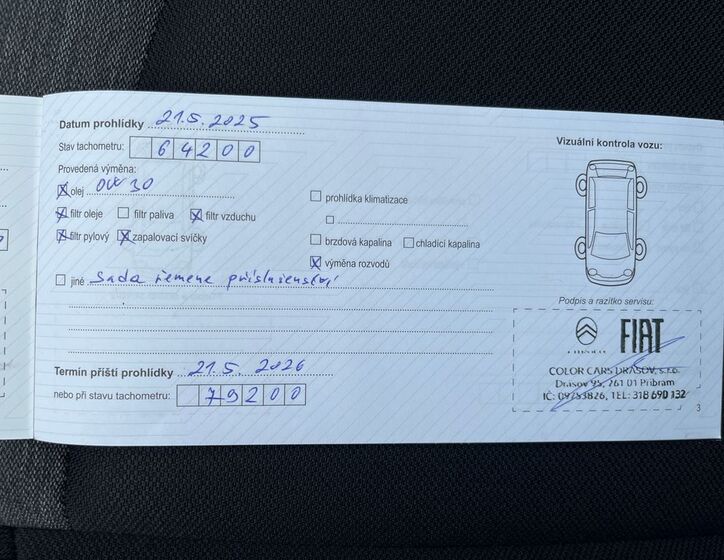 Datum prohlídky 21.5.2025
Stav tachometru: 64200
Provedená výměna:
olej 0W30
filtr oleje filtr paliva filtr vzduchu
filtr pylový zapalovací svíčky
prohlídka klimatizace
brzdová kapalina chladící kapalina
výměna rozvodů
jiné sada řemene příslušenství
Termín příští prohlídky 21.5. 2026
nebo při stavu tachometru: 79200
Vizuální kontrola vozu:
Podpis a razítko servisu:
CITROËN FIAT
COLOR CARS DRASOV, s.r.o.
Drásov 95, 261 01 Příbram
IČ: 09753826, TEL: 318 690 132
3